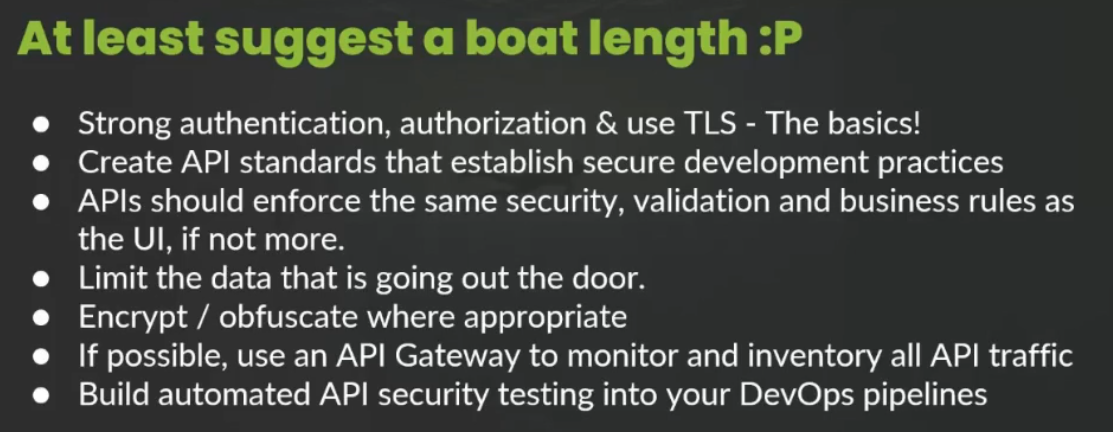 At least suggest a boat length :P
● Strong authentication, authorization & use TLS - The basics!
● Create API standards that establish secure development practices
● APIs should enforce the same security, validation and business rules as
the UI, if not more.
● Limit the data that is going out the door.
● Encrypt / obfuscate where appropriate
● If possible, use an API Gateway to monitor and inventory all API traffic
● Build automated API security testing into your DevOps pipelines